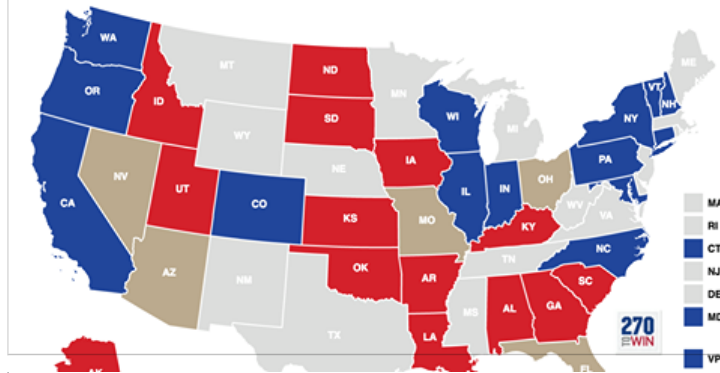 WA
MT
ND
MN
ME
OR
ID
SD
WI
MI
VT
NH
NY
WY
NV
UT
CO
NE
IA
IL
IN
OH
PA
CA
KS
MO
KY
WV
VA
AZ
NM
OK
AR
TN
NC
SC
TX
LA
MS
AL
GA
FL
AK
MA
RI
CT
NJ
DE
MD
VP
270
TO WIN